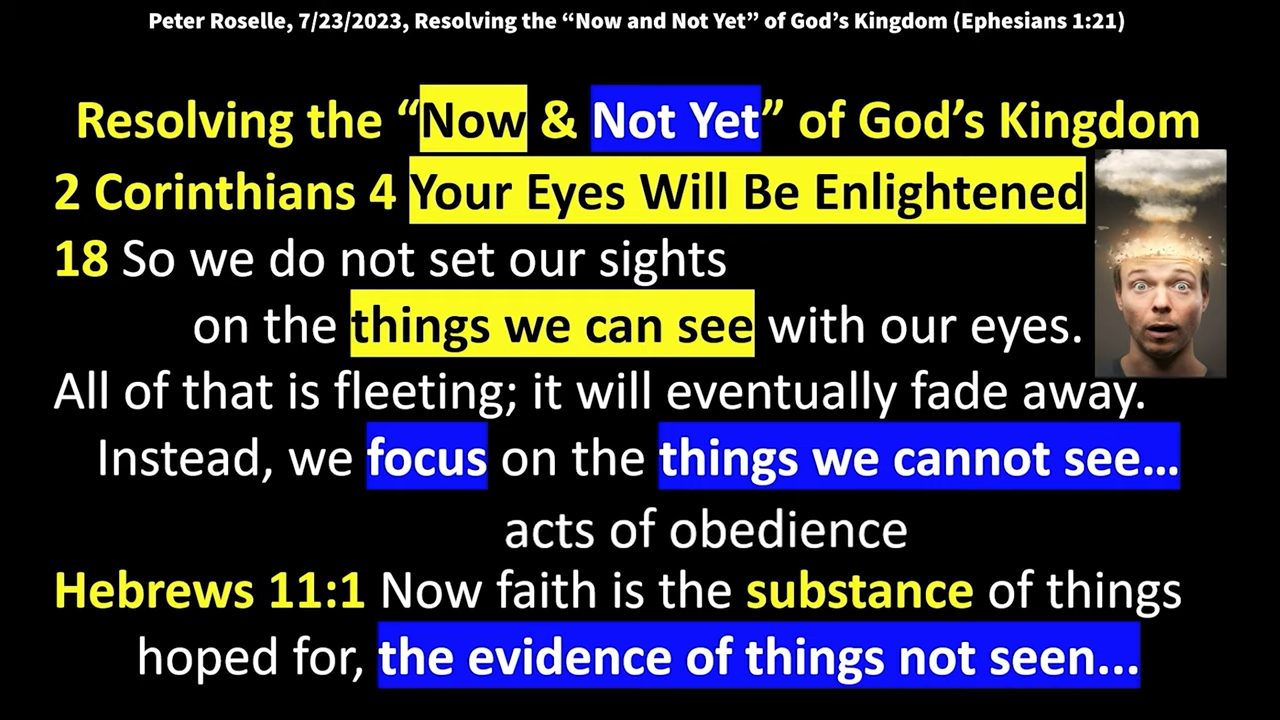 Peter Roselle, 7/23/2023, Resolving the “Now and Not Yet” of God’s Kingdom (Ephesians 1:21)
Resolving the “Now & Not Yet” of God’s Kingdom
2 Corinthians 4 Your Eyes Will Be Enlightened
18 So we do not set our sights
on the things we can see with our eyes.
All of that is fleeting; it will eventually fade away.
Instead, we focus on the things we cannot see...
acts of obedience
Hebrews 11:1 Now faith is the substance of things
hoped for, the evidence of things not seen...